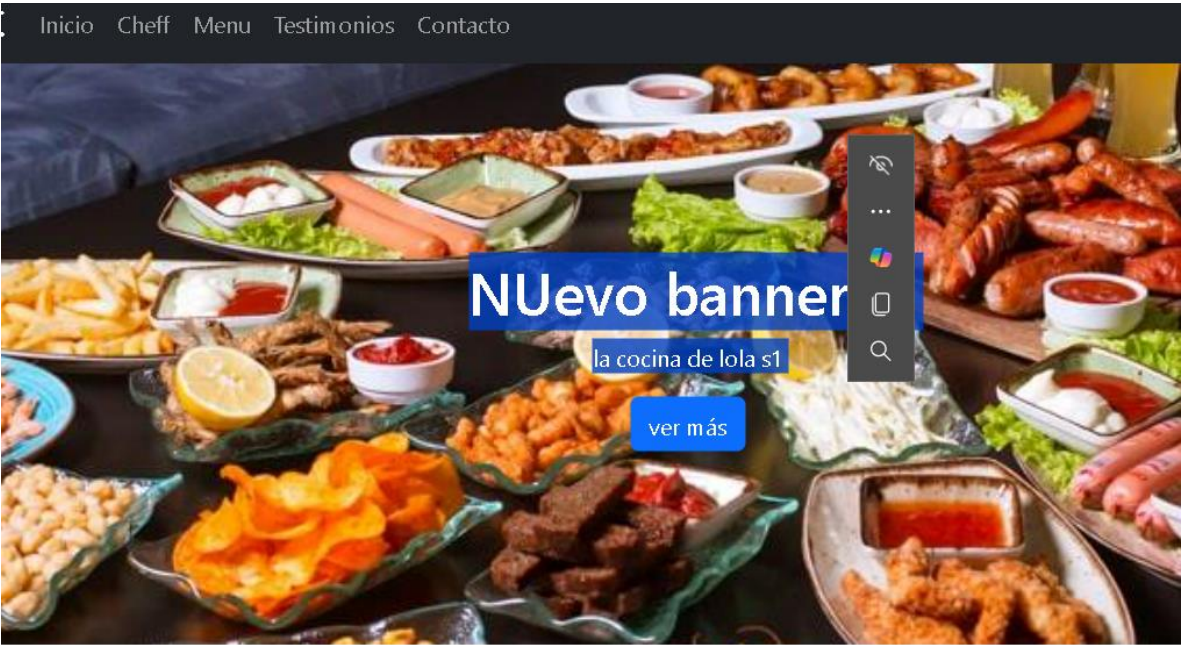 Inicio Cheff Menu Testimonios Contacto
NUevo banner
la cocina de lola s1
ver más